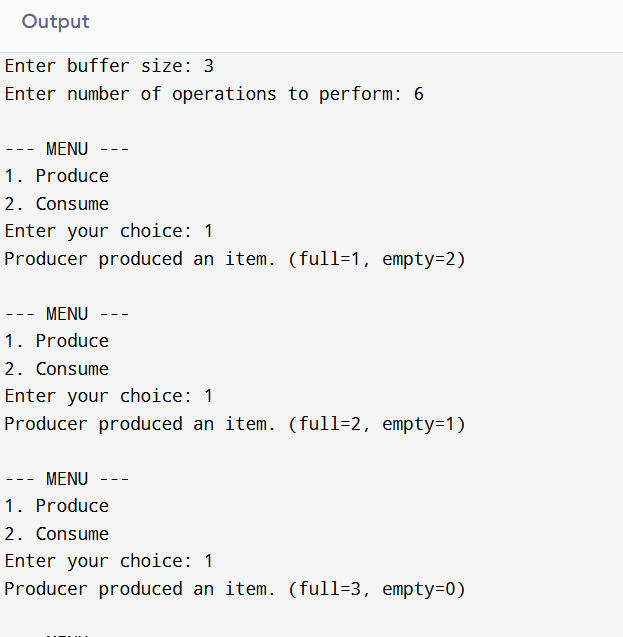 Output
Enter buffer size: 3
Enter number of operations to perform: 6
--- MENU ---
1. Produce
2. Consume
Enter your choice: 1
Producer produced an item. (full=1, empty=2)
--- MENU ---
1. Produce
2. Consume
Enter your choice: 1
Producer produced an item. (full=2, empty=1)
--- MENU ---
1. Produce
2. Consume
Enter your choice: 1
Producer produced an item. (full=3, empty=0)